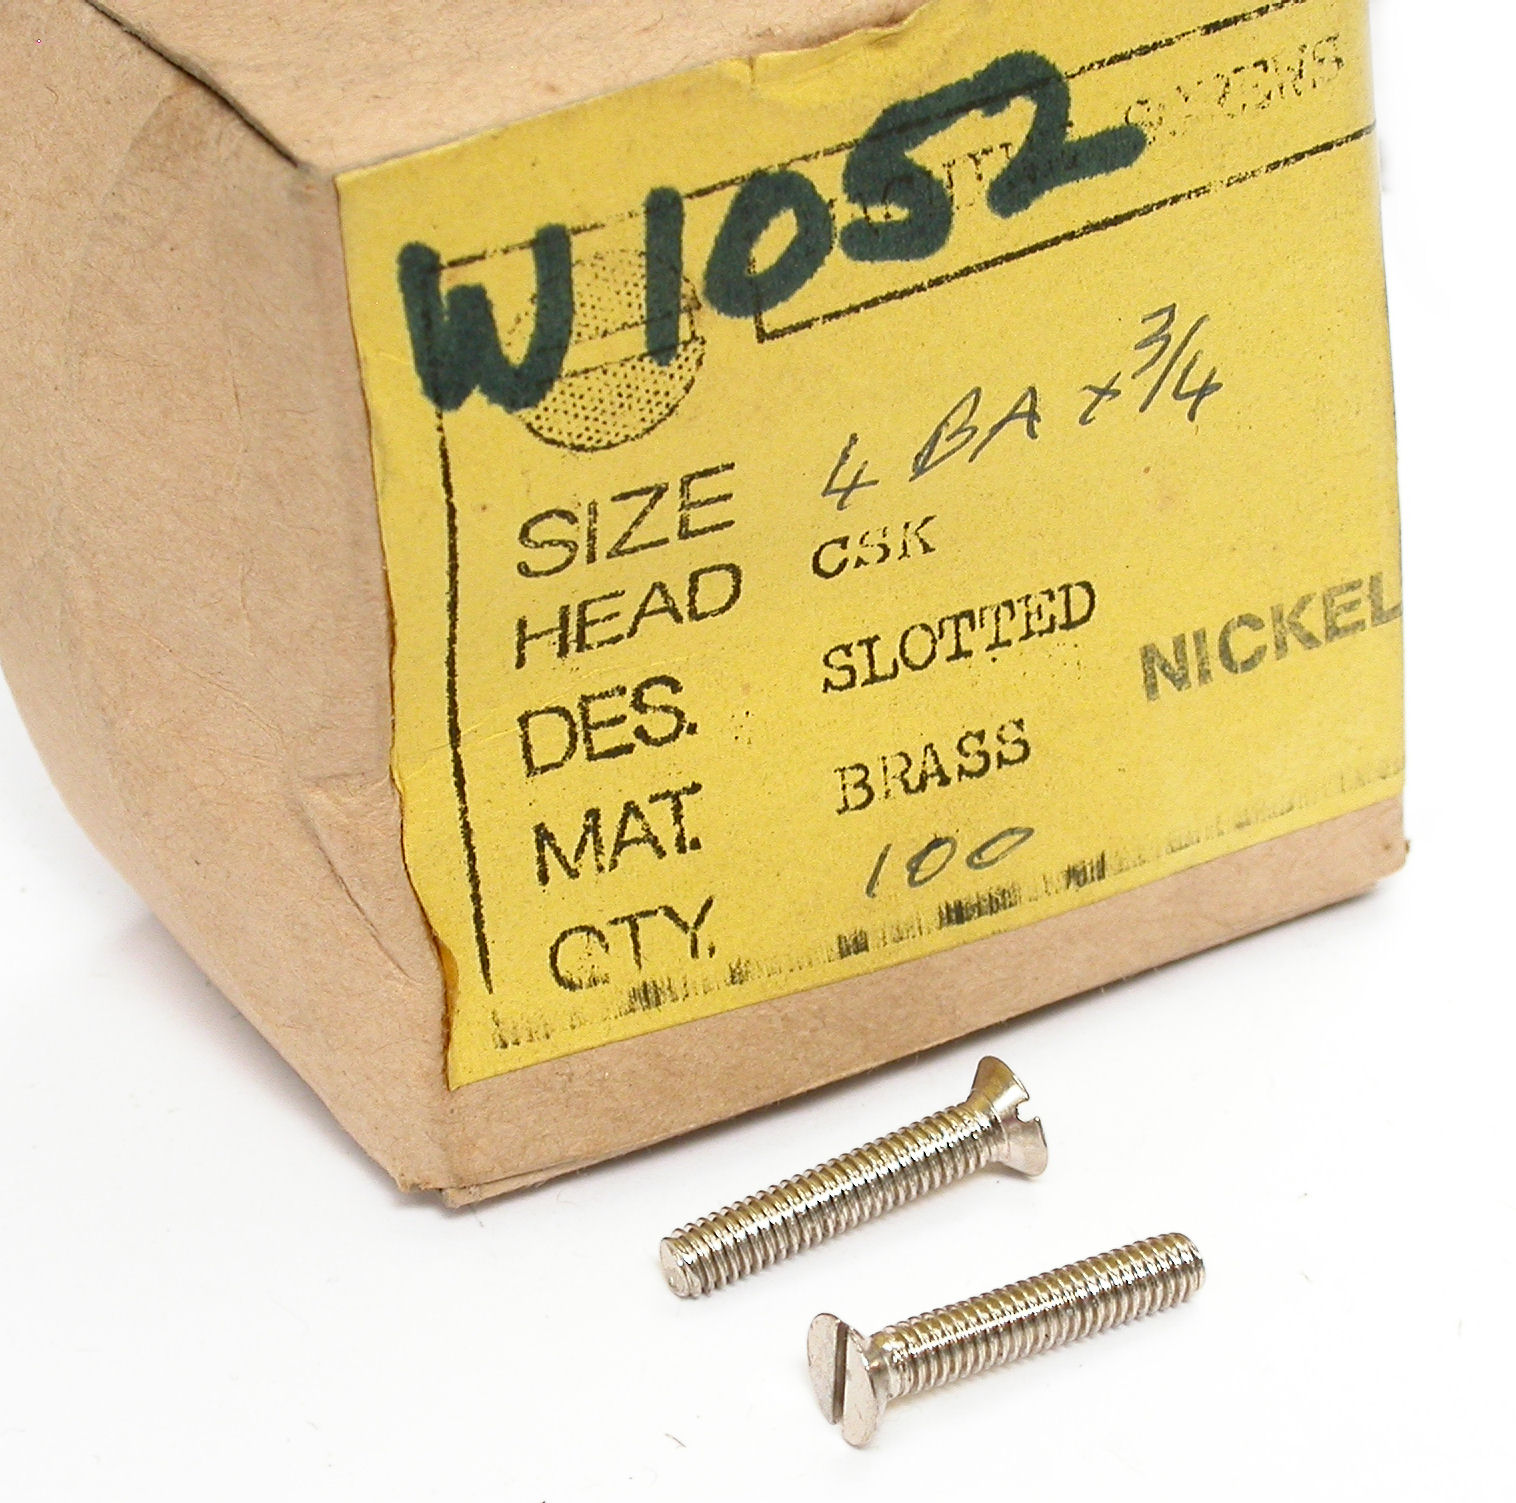 W1052
SIZE 4 BA x 3/4
HEAD CSK
DES. SLOTTED
NICKEL
MAT. BRASS
QTY. 100